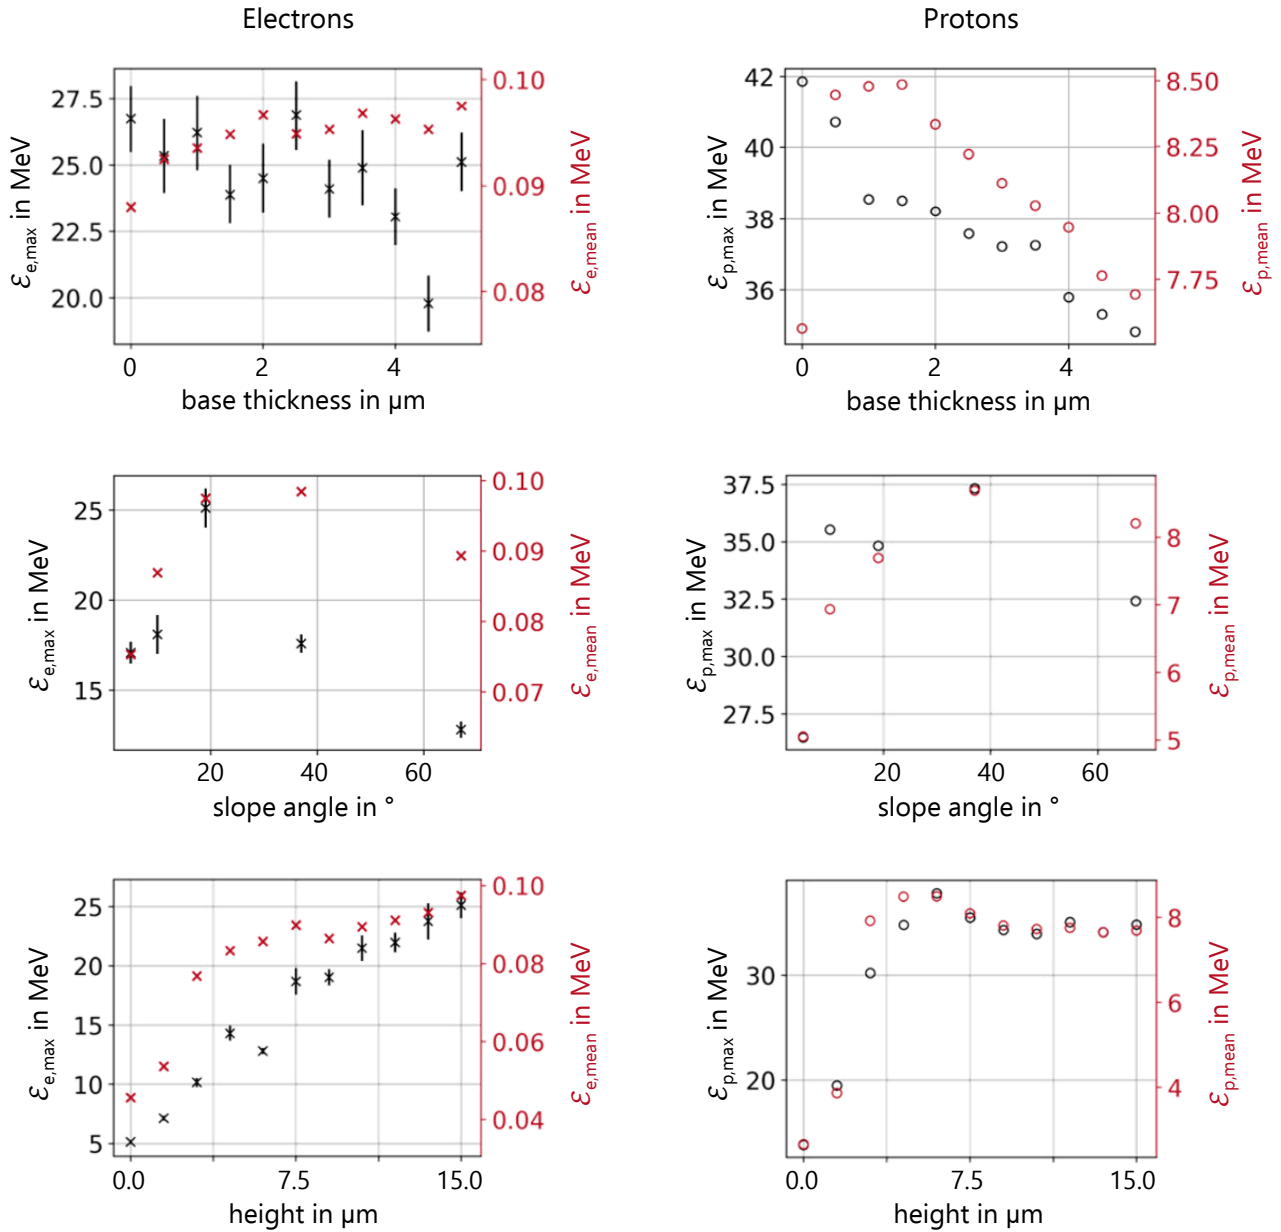 Electrons
Protons
27.5
25.0
22.5
20.0
0.10
0.09
0.08
0 2 4
base thickness in µm
ℰe,max in MeV
ℰe,mean in MeV
42
40
38
36
8.50
8.25
8.00
7.75
0 2 4
base thickness in µm
ℰp,max in MeV
ℰp,mean in MeV
25
20
15
0.10
0.09
0.08
0.07
20 40 60
slope angle in °
ℰe,max in MeV
ℰe,mean in MeV
37.5
35.0
32.5
30.0
27.5
8
7
6
5
20 40 60
slope angle in °
ℰp,max in MeV
ℰp,mean in MeV
25
20
15
10
5
0.10
0.08
0.06
0.04
0.0 7.5 15.0
height in µm
ℰe,max in MeV
ℰe,mean in MeV
30
20
8
6
4
0.0 7.5 15.0
height in µm
ℰp,max in MeV
ℰp,mean in MeV